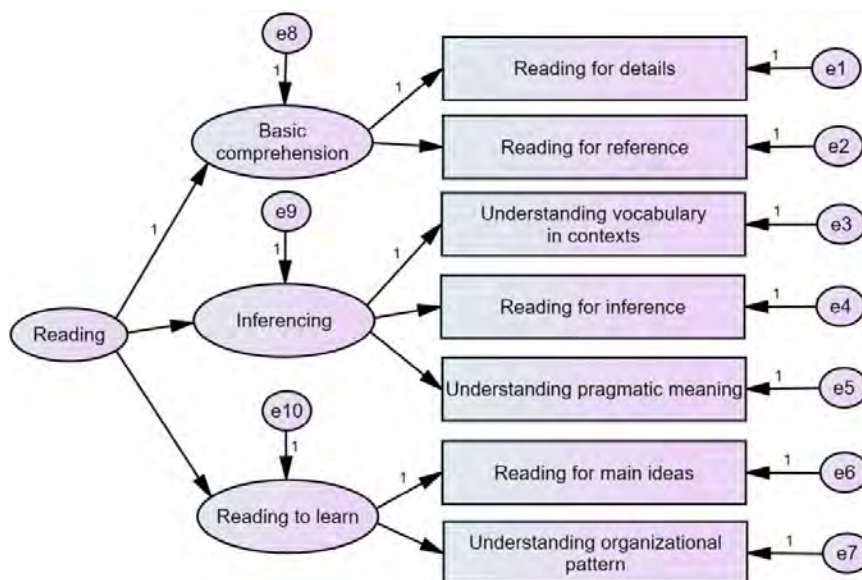 e8
1
1
Reading for details
1
e1
Basic
comprehension
Reading for reference
1
e2
1
e9
1
1
Understanding vocabulary
in contexts
1
e3
Reading
Inferencing
Reading for inference
1
e4
e10
1
Understanding pragmatic meaning
1
e5
Reading to learn
1
Reading for main ideas
1
e6
Understanding organizational
pattern
1
e7